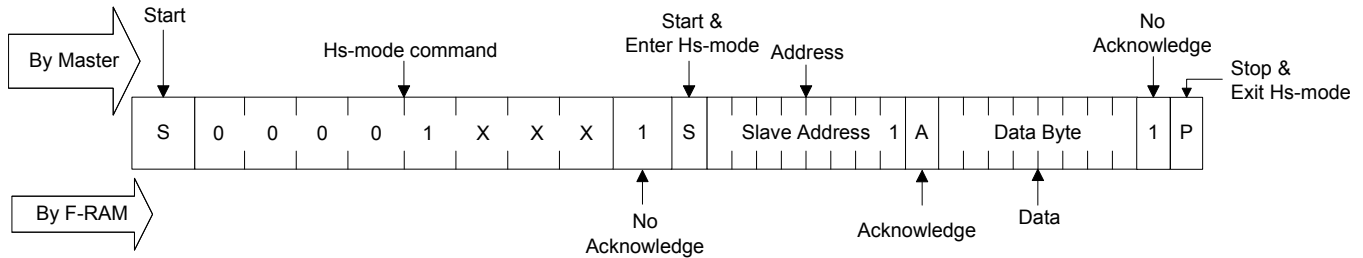 Start
Start &
Enter Hs-mode
No
Acknowledge
By Master
Hs-mode command
Address
Stop &
Exit Hs-mode
S 0 0 0 0 1 X X X 1 S Slave Address 1 A Data Byte 1 P
By F-RAM
No
Acknowledge
Acknowledge
Data